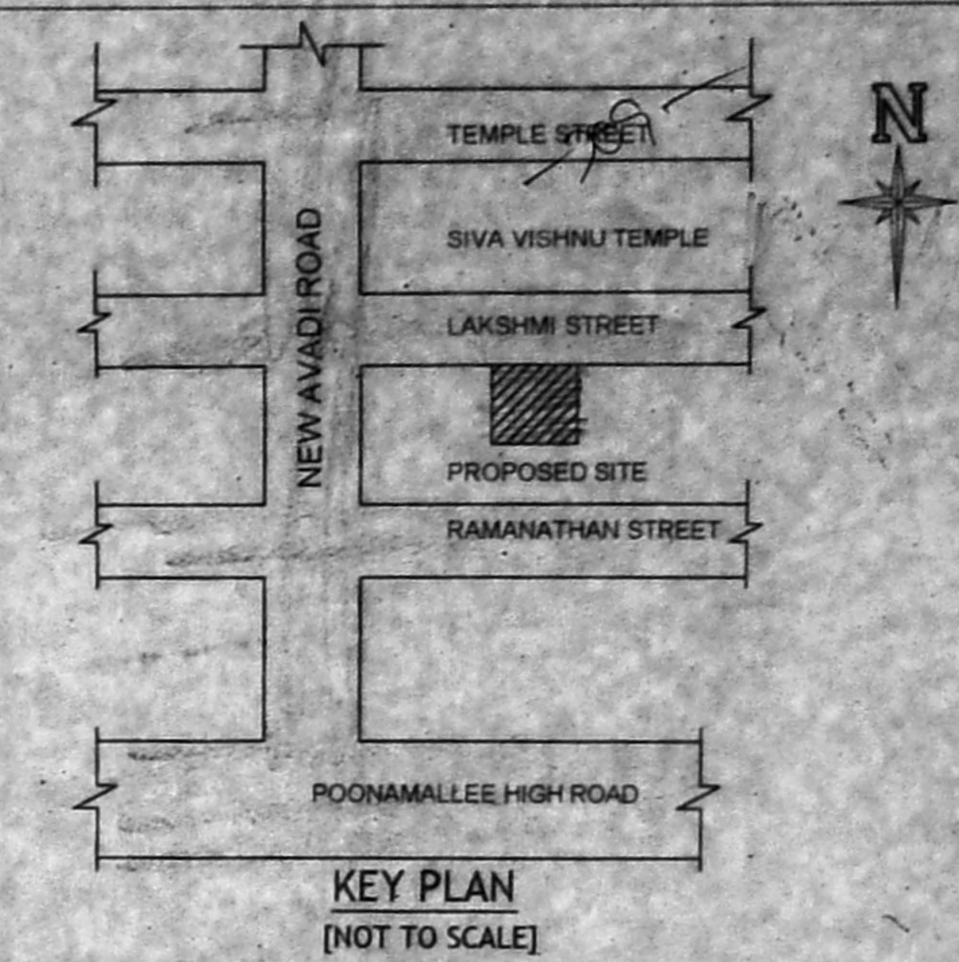 N
TEMPLE STREET
SIVA VISHNU TEMPLE
LAKSHMI STREET
NEW AVADI ROAD
PROPOSED SITE
RAMANATHAN STREET
POONAMALLEE HIGH ROAD
KEY PLAN
[NOT TO SCALE]